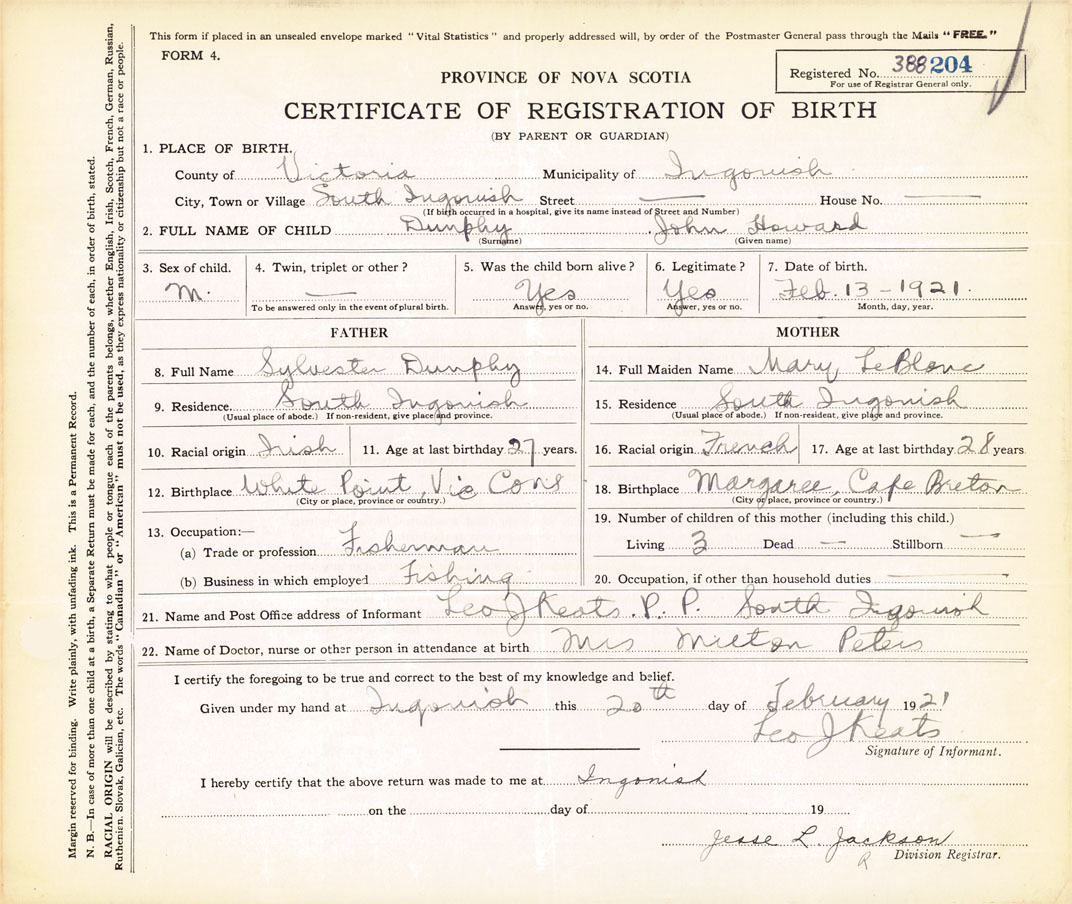 This form if placed in an unsealed envelope marked "Vital Statistics" and properly addressed will, by order of the Postmaster General pass through the Mails "FREE."
FORM 4.
PROVINCE OF NOVA SCOTIA
Registered No. 388204
For use of Registrar General only.
CERTIFICATE OF REGISTRATION OF BIRTH
(BY PARENT OR GUARDIAN)
1. PLACE OF BIRTH.
County of Victoria Municipality of Ingonish
City, Town or Village South Ingonish Street — House No. —
(If birth occurred in a hospital, give its name instead of Street and Number)
2. FULL NAME OF CHILD Dunphy John Howard
(Surname) (Given name)
3. Sex of child. 4. Twin, triplet or other? 5. Was the child born alive? 6. Legitimate? 7. Date of birth.
M. — Yes Yes Feb. 13 - 1921.
To be answered only in the event of plural birth. Answer, yes or no. Answer, yes or no. Month, day, year.
FATHER
8. Full Name Sylvester Dunphy
9. Residence. South Ingonish
(Usual place of abode.) If non-resident, give place and province.
10. Racial origin Irish 11. Age at last birthday 27 years.
12. Birthplace White Point, Vic Co NS
(City or place, province or country.)
13. Occupation:—
(a) Trade or profession Fisherman
(b) Business in which employed Fishing
MOTHER
14. Full Maiden Name Mary LeBlanc
15. Residence South Ingonish
(Usual place of abode.) If non-resident, give place and province.
16. Racial origin French 17. Age at last birthday 28 years
18. Birthplace Margaree, Cape Breton
(City or place, province or country.)
19. Number of children of this mother (including this child.)
Living 3 Dead — Stillborn —
20. Occupation, if other than household duties —
21. Name and Post Office address of Informant Leo J Keats. P. P. South Ingonish
22. Name of Doctor, nurse or other person in attendance at birth Mrs Milton Peters
I certify the foregoing to be true and correct to the best of my knowledge and belief.
Given under my hand at Ingonish this 20th day of February 1921
Leo J Keats
Signature of Informant.
I hereby certify that the above return was made to me at Ingonish
on the day of 19
Jesse L. Jackson
R Division Registrar.
Margin reserved for binding. Write plainly, with unfading ink. This is a Permanent Record.
N. B.—In case of more than one child at a birth, a Separate Return must be made for each, and the number of each, in order of birth, stated.
RACIAL ORIGIN will be described by stating to what people or tongue each of the parents belongs, whether English, Irish, Scotch, French, German, Russian,
Ruthenien, Slovak, Galician, etc. The words "Canadian" or "American" must not be used, as they express nationality or citizenship but not a race or people.